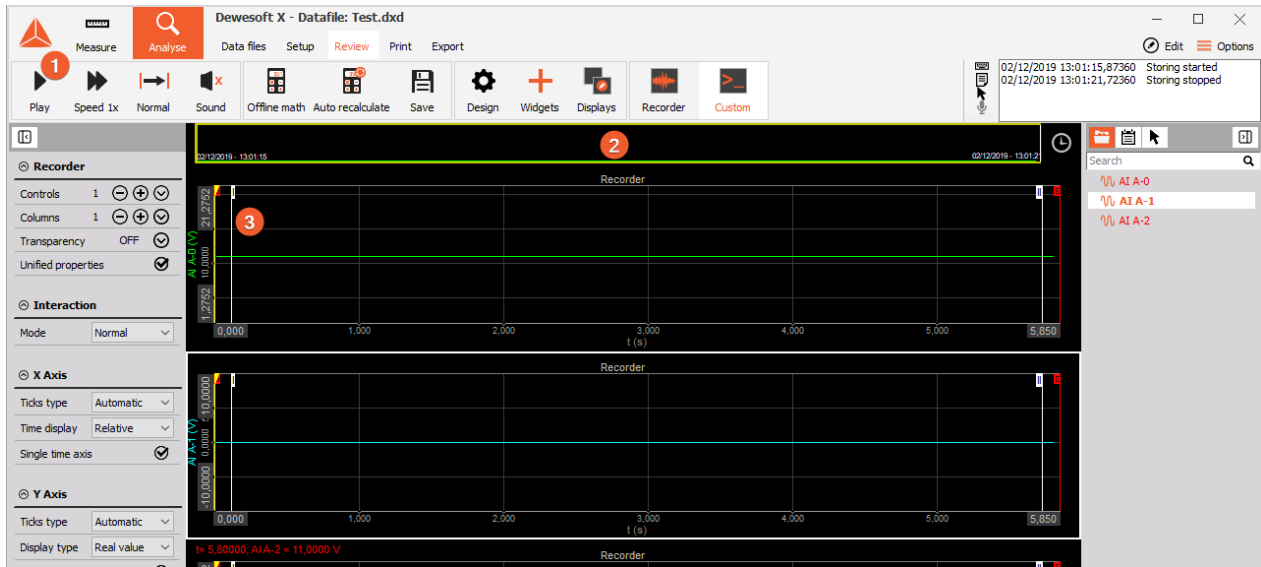 Dewesoft X - Datafile: Test.dxd
Measure Analyse Data files Setup Review Print Export Edit Options
1
Play Speed 1x Normal Sound Offline math Auto recalculate Save Design Widgets Displays Recorder Custom
02/12/2019 13:01:15,87360 Storing started
02/12/2019 13:01:21,72360 Storing stopped
Recorder
Controls 1
Columns 1
Transparency OFF
Unified properties
Interaction
Mode Normal
X Axis
Ticks type Automatic
Time display Relative
Single time axis
Y Axis
Ticks type Automatic
Display type Real value
02/12/2019 - 13:01:15
2
02/12/2019 - 13:01:21
Recorder
3
AI A-0 (V)
21,2752
10,0000
1,2752
0,000 1,000 2,000 3,000 4,000 5,000 5,850
t (s)
Recorder
AI A-1 (V)
10,0000
0,0000
-10,0000
0,000 1,000 2,000 3,000 4,000 5,000 5,850
t (s)
t= 5,80000; AI A-2 = 11,0000 V
Recorder
Search
AI A-0
AI A-1
AI A-2